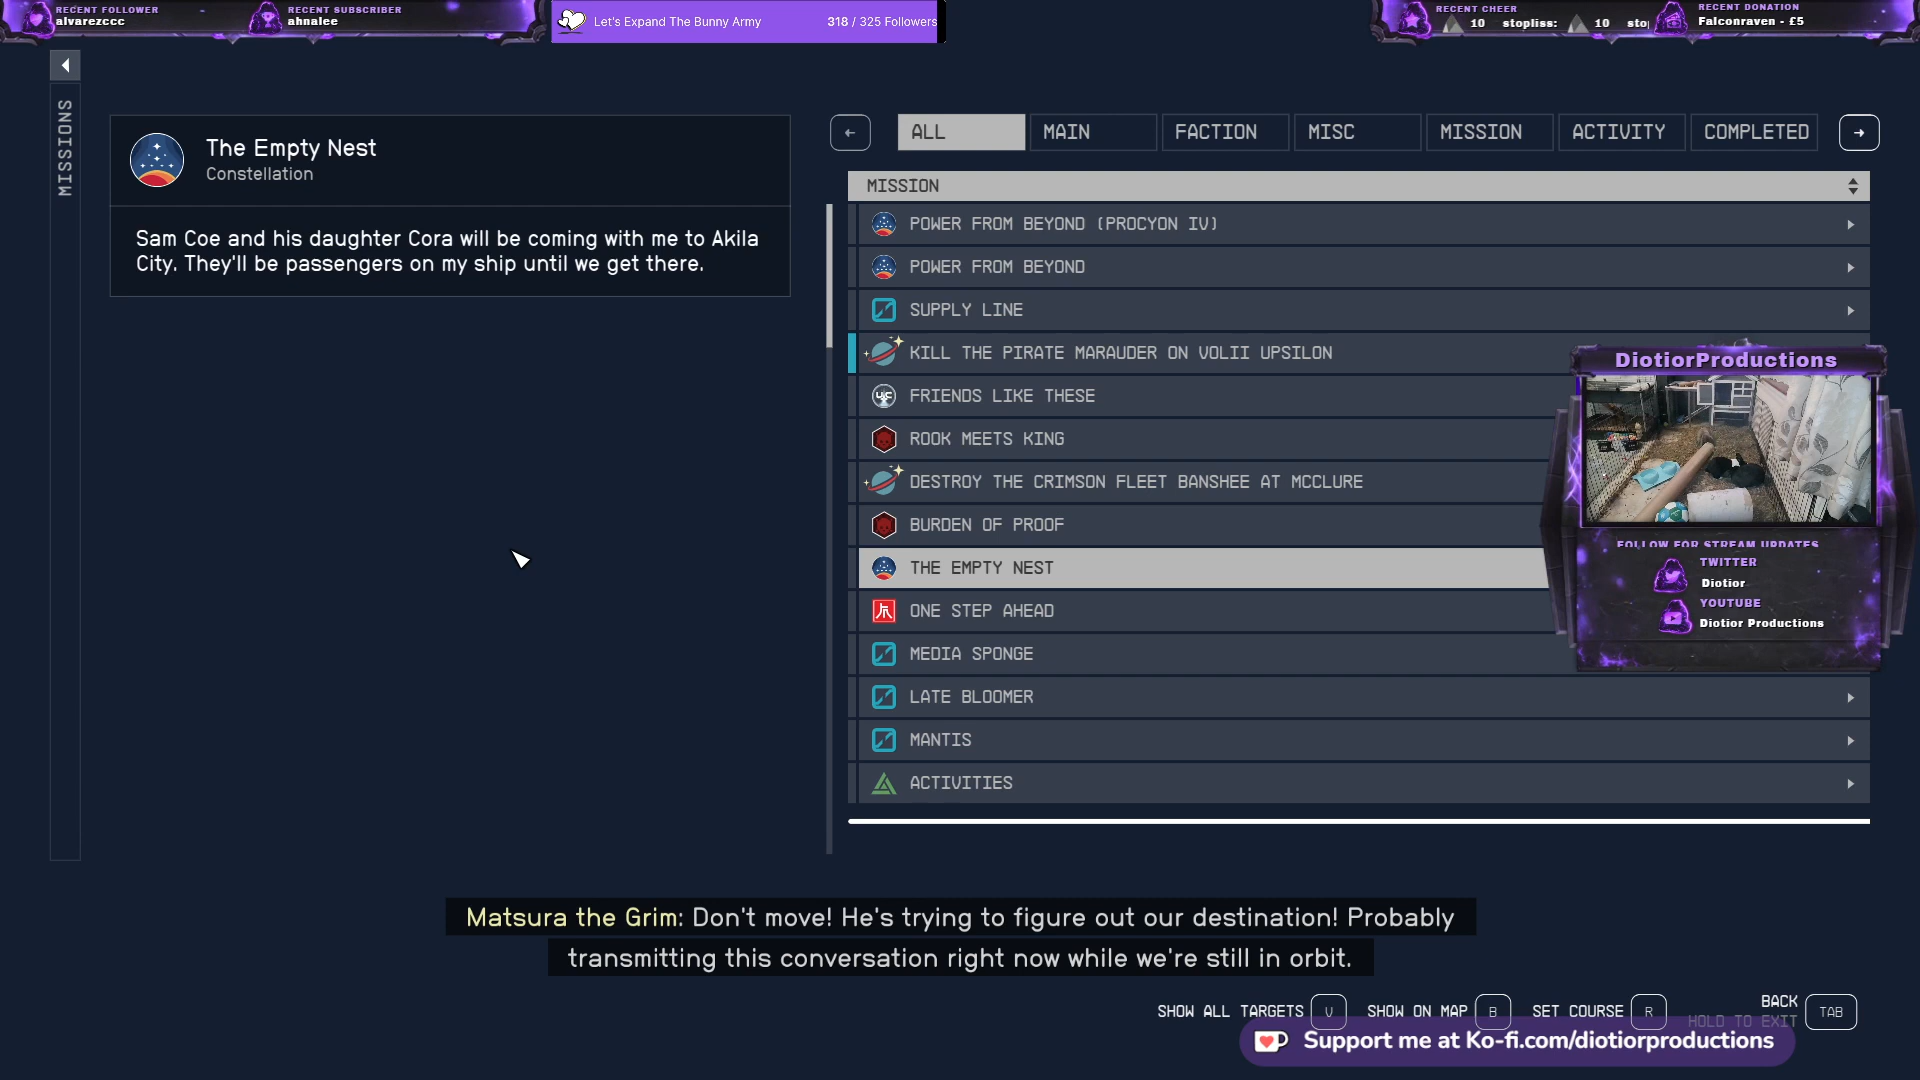 RECENT FOLLOWER
alvarezccc
RECENT SUBSCRIBER
ahnalee
Let's Expand The Bunny Army
318 / 325 Followers
RECENT CHEER
10 stopliss: 10
RECENT DONATION
Falconraven - £5
MISSIONS
The Empty Nest
Constellation
Sam Coe and his daughter Cora will be coming with me to Akila
City. They'll be passengers on my ship until we get there.
ALL
MAIN
FACTION
MISC
MISSION
ACTIVITY
COMPLETED
MISSION
POWER FROM BEYOND (PROCYON IV)
POWER FROM BEYOND
SUPPLY LINE
KILL THE PIRATE MARAUDER ON VOLII UPSILON
FRIENDS LIKE THESE
ROOK MEETS KING
DESTROY THE CRIMSON FLEET BANSHEE AT MCCLURE
BURDEN OF PROOF
THE EMPTY NEST
ONE STEP AHEAD
MEDIA SPONGE
LATE BLOOMER
MANTIS
ACTIVITIES
DiotiorProductions
FOLLOW FOR STREAM UPDATES
TWITTER
Diotior
YOUTUBE
Diotior Productions
Matsura the Grim: Don't move! He's trying to figure out our destination! Probably
transmitting this conversation right now while we're still in orbit.
SHOW ALL TARGETS V
SHOW ON MAP B
SET COURSE R
BACK
HOLD TO EXIT
TAB
Support me at Ko-fi.com/diotiorproductions